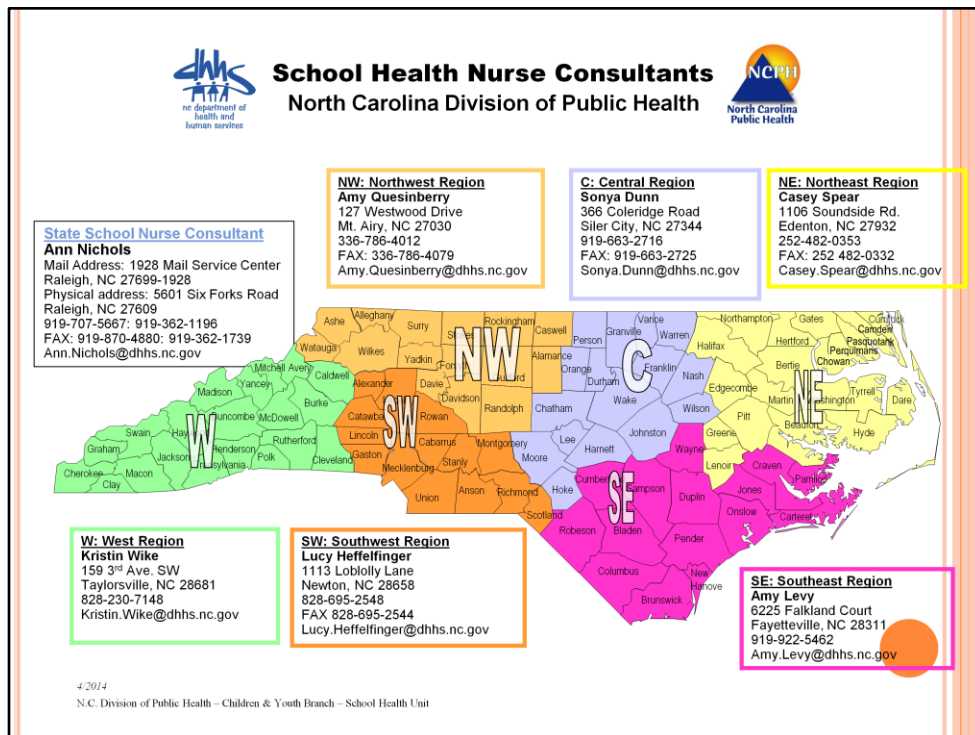 dhhs
nc department of
health and
human services
School Health Nurse Consultants
North Carolina Division of Public Health
NCPH
North Carolina
Public Health
NW: Northwest Region
Amy Quesinberry
127 Westwood Drive
Mt. Airy, NC 27030
336-786-4012
FAX: 336-786-4079
Amy.Quesinberry@dhhs.nc.gov
C: Central Region
Sonya Dunn
366 Coleridge Road
Siler City, NC 27344
919-663-2716
FAX: 919-663-2725
Sonya.Dunn@dhhs.nc.gov
NE: Northeast Region
Casey Spear
1106 Soundside Rd.
Edenton, NC 27932
252-482-0353
FAX: 252 482-0332
Casey.Spear@dhhs.nc.gov
State School Nurse Consultant
Ann Nichols
Mail Address: 1928 Mail Service Center
Raleigh, NC 27699-1928
Physical address: 5601 Six Forks Road
Raleigh, NC 27609
919-707-5667: 919-362-1196
FAX: 919-870-4880: 919-362-1739
Ann.Nichols@dhhs.nc.gov
Ashe Alleghany Surry Rockingham Caswell Person Granville Vance Warren Northampton Gates Camden
Watauga Wilkes Yadkin Alamance Orange Durham Franklin Halifax Hertford Pasquotank
Perquimans
NW C NE
Mitchell Avery Caldwell Alexander Davie Davidson Randolph Chatham Wake Nash Edgecombe Bertie Chowan
Madison Yancey Burke Catawba Rowan Wilson Martin Tyrrell Dare
McDowell Lincoln Cabarrus Montgomery Moore Lee Harnett Johnston Pitt Greene Hyde
W SW SE
Swain Graham Jackson Rutherford Polk Cleveland Gaston Mecklenburg Stanly Wayne Lenoir Craven
Cherokee Macon Clay Union Anson Richmond Scotland Hoke Duplin Jones Carteret
Robeson Bladen Onslow Pender
Columbus Brunswick New
Hanove
W: West Region
Kristin Wike
159 3rd Ave. SW
Taylorsville, NC 28681
828-230-7148
Kristin.Wike@dhhs.nc.gov
SW: Southwest Region
Lucy Heffelfinger
1113 Loblolly Lane
Newton, NC 28658
828-695-2548
FAX 828-695-2544
Lucy.Heffelfinger@dhhs.nc.gov
SE: Southeast Region
Amy Levy
6225 Falkland Court
Fayetteville, NC 28311
919-922-5462
Amy.Levy@dhhs.nc.gov
4/2014
N.C. Division of Public Health – Children & Youth Branch – School Health Unit